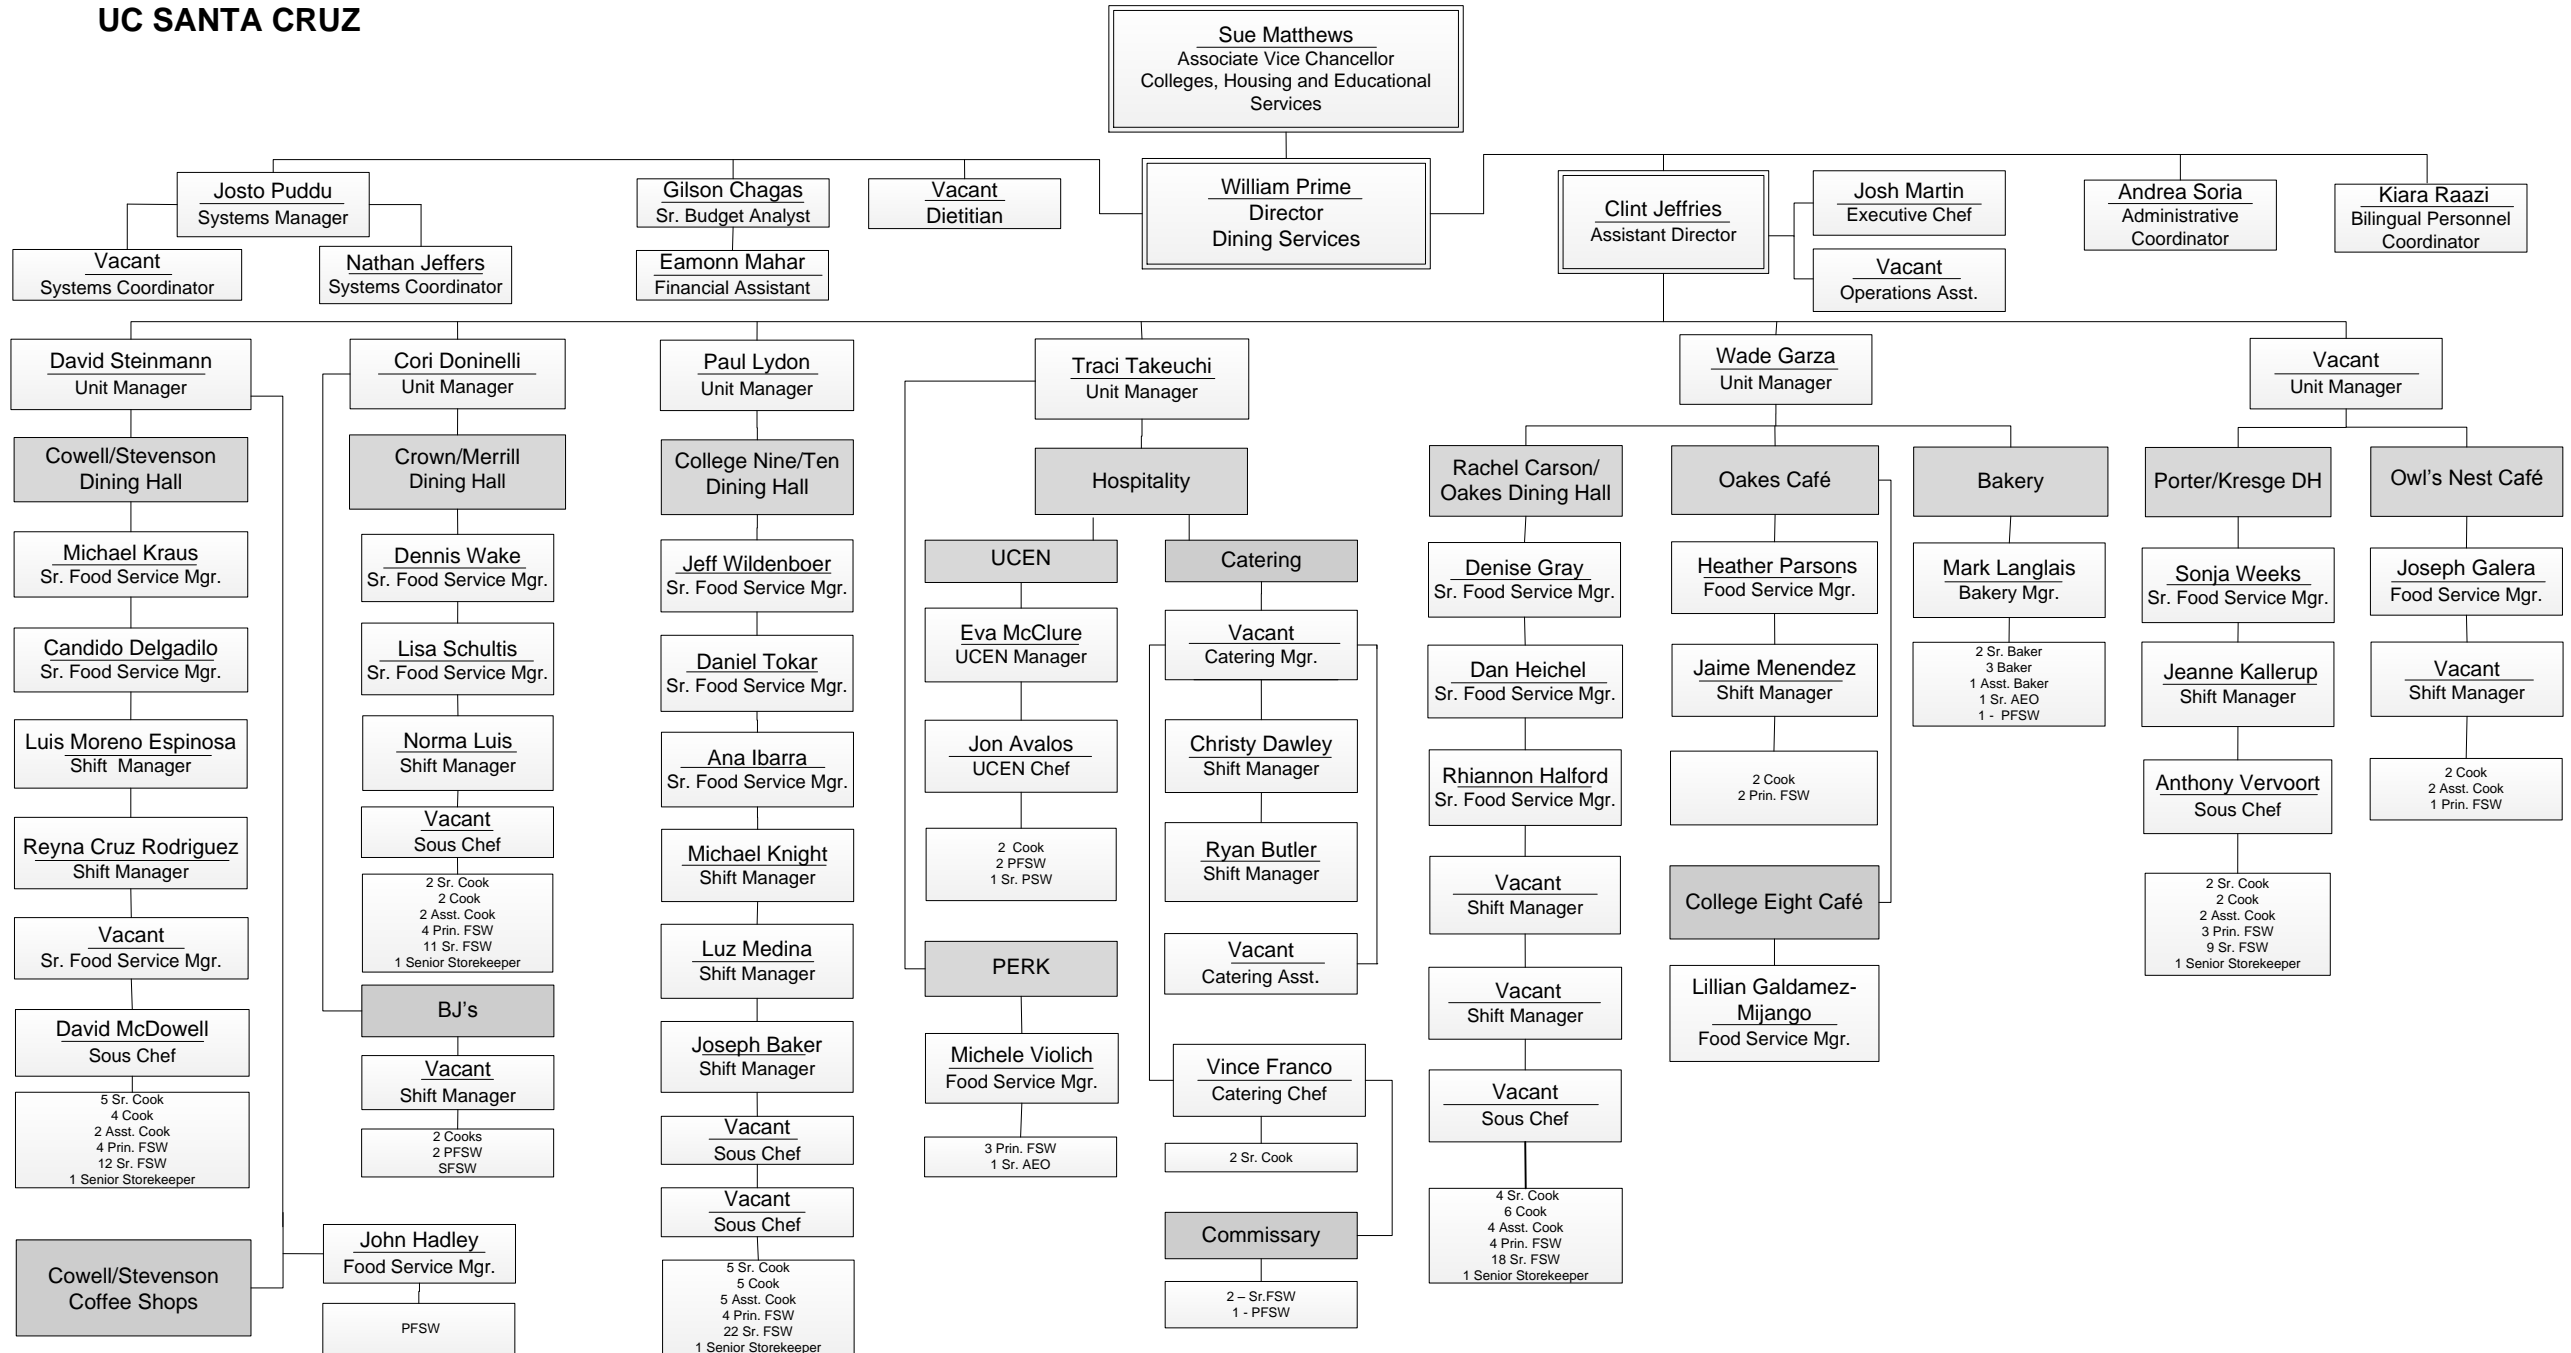 UC SANTA CRUZ
Sue Matthews
Associate Vice Chancellor
Colleges, Housing and Educational
Services
Josto Puddu
Systems Manager
Gilson Chagas
Sr. Budget Analyst
Vacant
Dietitian
William Prime
Director
Dining Services
Clint Jeffries
Assistant Director
Josh Martin
Executive Chef
Andrea Soria
Administrative
Coordinator
Kiara Raazi
Bilingual Personnel
Coordinator
Vacant
Systems Coordinator
Nathan Jeffers
Systems Coordinator
Eamonn Mahar
Financial Assistant
Vacant
Operations Asst.
David Steinmann
Unit Manager
Cowell/Stevenson
Dining Hall
Michael Kraus
Sr. Food Service Mgr.
Candido Delgadilo
Sr. Food Service Mgr.
Luis Moreno Espinosa
Shift Manager
Reyna Cruz Rodriguez
Shift Manager
Vacant
Sr. Food Service Mgr.
David McDowell
Sous Chef
5 Sr. Cook
4 Cook
2 Asst. Cook
4 Prin. FSW
12 Sr. FSW
1 Senior Storekeeper
Cowell/Stevenson
Coffee Shops
John Hadley
Food Service Mgr.
PFSW
Cori Doninelli
Unit Manager
Crown/Merrill
Dining Hall
Dennis Wake
Sr. Food Service Mgr.
Lisa Schultis
Sr. Food Service Mgr.
Norma Luis
Shift Manager
Vacant
Sous Chef
2 Sr. Cook
2 Cook
2 Asst. Cook
4 Prin. FSW
11 Sr. FSW
1 Senior Storekeeper
BJ's
Vacant
Shift Manager
2 Cooks
2 PFSW
SFSW
Paul Lydon
Unit Manager
College Nine/Ten
Dining Hall
Jeff Wildenboer
Sr. Food Service Mgr.
Daniel Tokar
Sr. Food Service Mgr.
Ana Ibarra
Sr. Food Service Mgr.
Michael Knight
Shift Manager
Luz Medina
Shift Manager
Joseph Baker
Shift Manager
Vacant
Sous Chef
Vacant
Sous Chef
5 Sr. Cook
5 Cook
5 Asst. Cook
4 Prin. FSW
22 Sr. FSW
1 Senior Storekeeper
Traci Takeuchi
Unit Manager
Hospitality
UCEN
Eva McClure
UCEN Manager
Jon Avalos
UCEN Chef
2 Cook
2 PFSW
1 Sr. PSW
PERK
Michele Violich
Food Service Mgr.
3 Prin. FSW
1 Sr. AEO
Catering
Vacant
Catering Mgr.
Christy Dawley
Shift Manager
Ryan Butler
Shift Manager
Vacant
Catering Asst.
Vince Franco
Catering Chef
2 Sr. Cook
Commissary
2 – Sr.FSW
1 - PFSW
Wade Garza
Unit Manager
Rachel Carson/
Oakes Dining Hall
Denise Gray
Sr. Food Service Mgr.
Dan Heichel
Sr. Food Service Mgr.
Rhiannon Halford
Sr. Food Service Mgr.
Vacant
Shift Manager
Vacant
Shift Manager
Vacant
Sous Chef
4 Sr. Cook
6 Cook
4 Asst. Cook
4 Prin. FSW
18 Sr. FSW
1 Senior Storekeeper
Oakes Café
Heather Parsons
Food Service Mgr.
Jaime Menendez
Shift Manager
2 Cook
2 Prin. FSW
College Eight Café
Lillian Galdamez-
Mijango
Food Service Mgr.
Bakery
Mark Langlais
Bakery Mgr.
2 Sr. Baker
3 Baker
1 Asst. Baker
1 Sr. AEO
1 - PFSW
Vacant
Unit Manager
Porter/Kresge DH
Sonja Weeks
Sr. Food Service Mgr.
Jeanne Kallerup
Shift Manager
Anthony Vervoort
Sous Chef
2 Sr. Cook
2 Cook
2 Asst. Cook
3 Prin. FSW
9 Sr. FSW
1 Senior Storekeeper
Owl's Nest Café
Joseph Galera
Food Service Mgr.
Vacant
Shift Manager
2 Cook
2 Asst. Cook
1 Prin. FSW